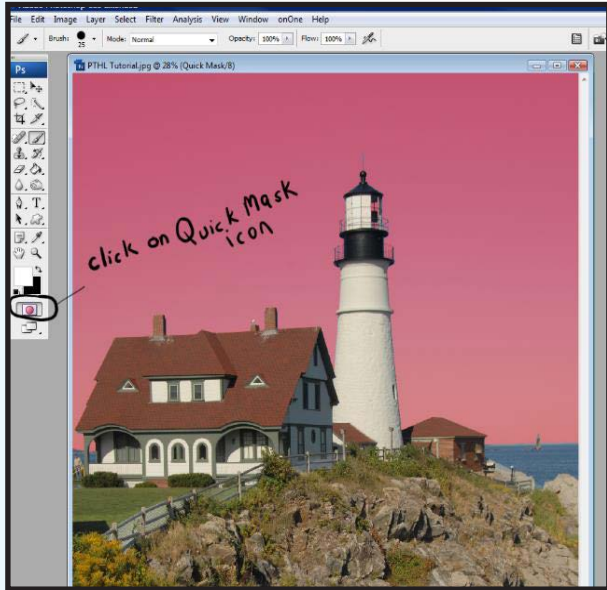 File Edit Image Layer Select Filter Analysis View Window onOne Help
Brush: 25 Mode: Normal Opacity: 100% Flow: 100%
Ps
PTHL Tutorial.jpg @ 28% (Quick Mask/8)
T
click on Quick Mask
icon